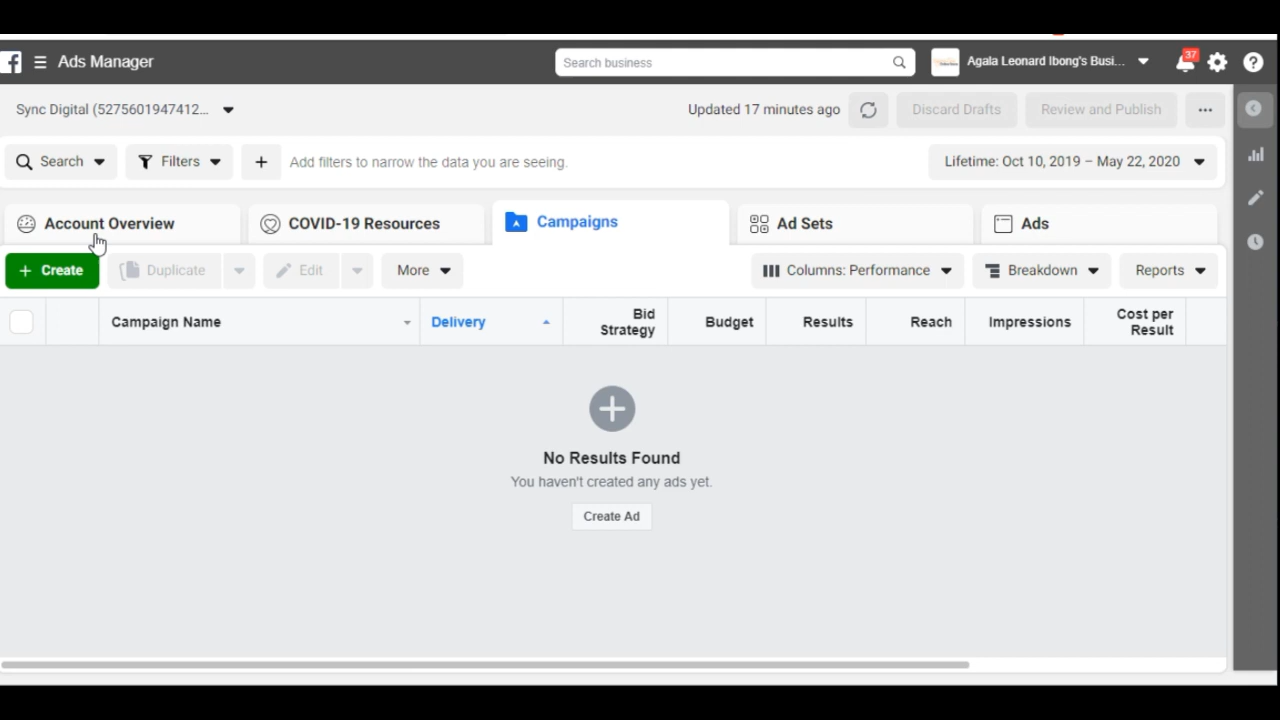 f Ads Manager Search business Agala Leonard Ibong's Busi... 37
Sync Digital (5275601947412... Updated 17 minutes ago Discard Drafts Review and Publish ...
Search Filters + Add filters to narrow the data you are seeing. Lifetime: Oct 10, 2019 – May 22, 2020
Account Overview COVID-19 Resources Campaigns Ad Sets Ads
+ Create Duplicate Edit More Columns: Performance Breakdown Reports
Campaign Name Delivery Bid Strategy Budget Results Reach Impressions Cost per Result
No Results Found
You haven't created any ads yet.
Create Ad